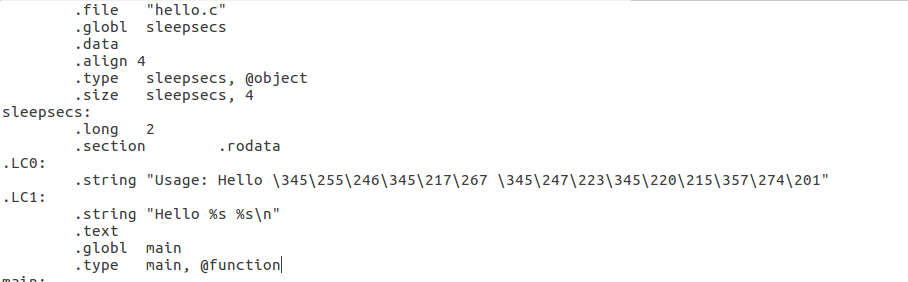 .file "hello.c"
.globl sleepsecs
.data
.align 4
.type sleepsecs, @object
.size sleepsecs, 4
sleepsecs:
.long 2
.section .rodata
.LC0:
.string "Usage: Hello \345\255\246\345\217\267 \345\247\223\345\220\215\357\274\201"
.LC1:
.string "Hello %s %s\n"
.text
.globl main
.type main, @function
main: